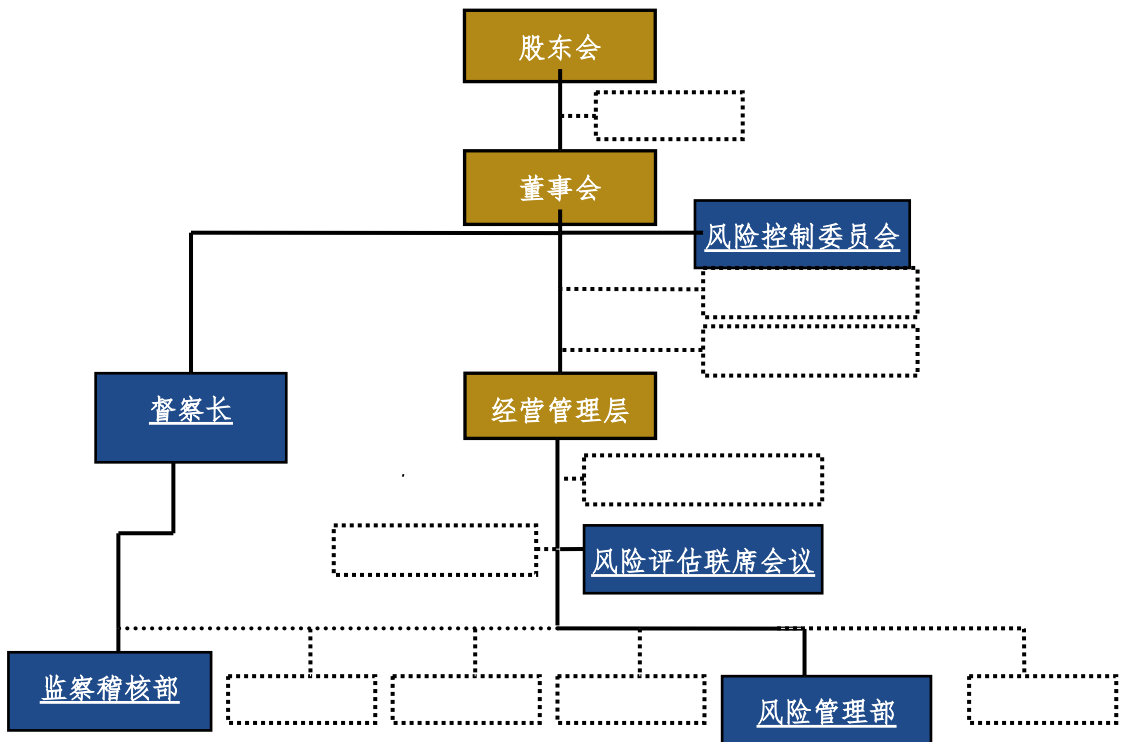 股东会
董事会
风险控制委员会
督察长
经营管理层
风险评估联席会议
监察稽核部
风险管理部